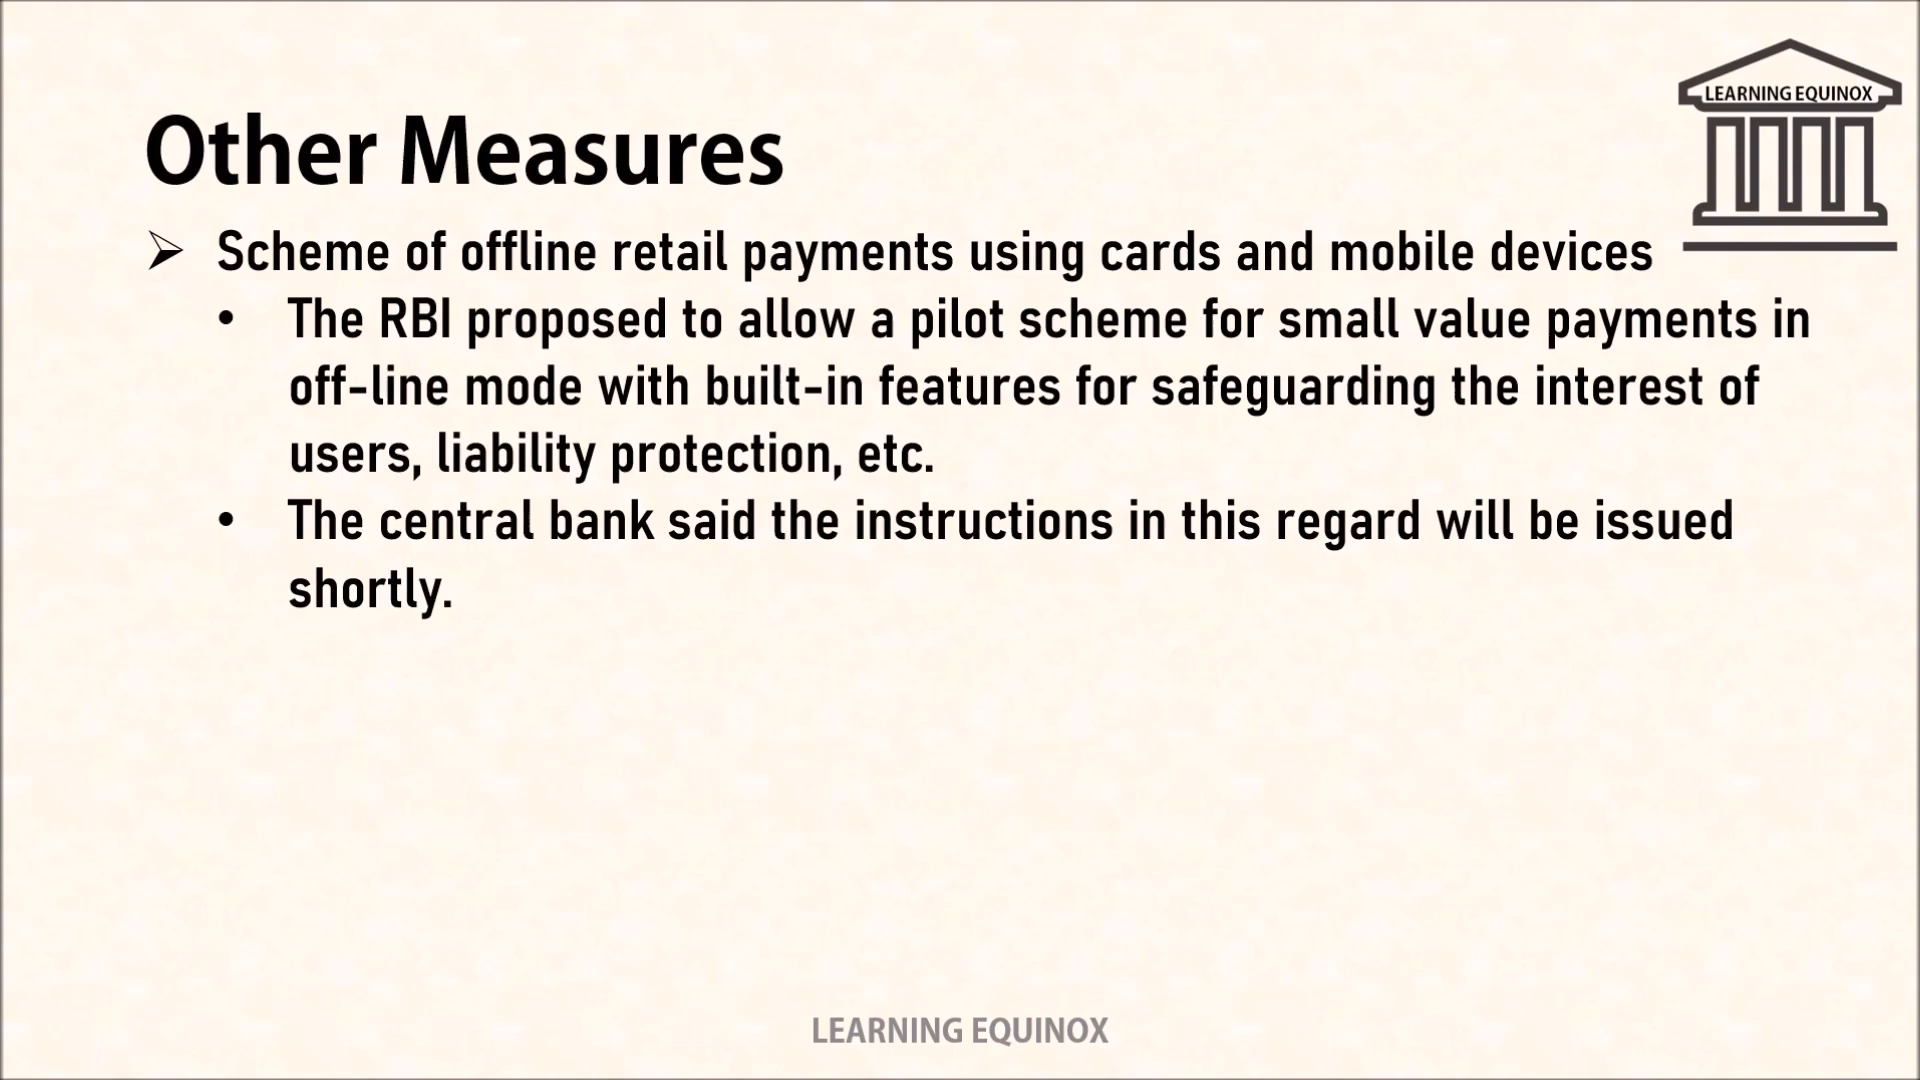 LEARNING EQUINOX
Other Measures
➢ Scheme of offline retail payments using cards and mobile devices
• The RBI proposed to allow a pilot scheme for small value payments in
off-line mode with built-in features for safeguarding the interest of
users, liability protection, etc.
• The central bank said the instructions in this regard will be issued
shortly.
LEARNING EQUINOX